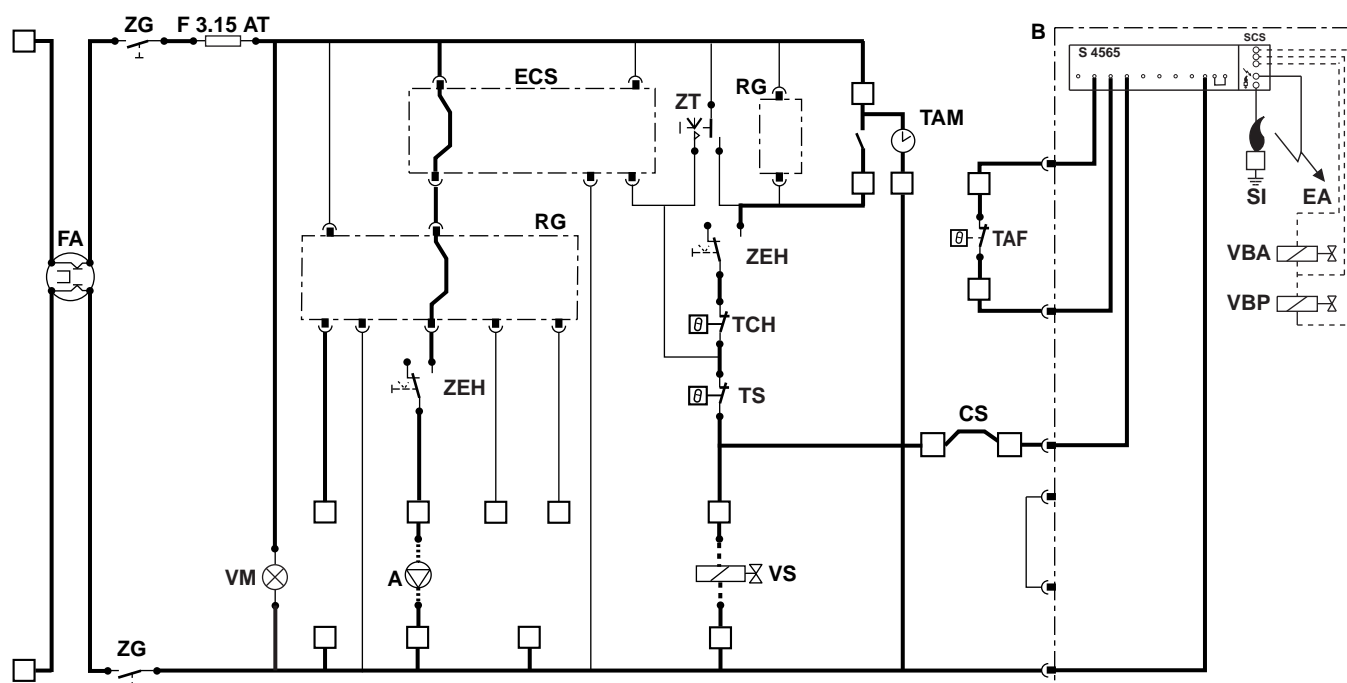 ZG
F 3.15 AT
B
SCS
S 4565
ECS
ZT
RG
TAM
SI
EA
RG
FA
ZEH
θ
TAF
VBA
VBP
θ
TCH
ZEH
θ
TS
CS
VM
A
VS
ZG